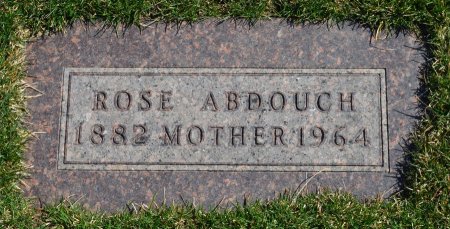 ROSE ABDOUCH
1882 MOTHER 1964